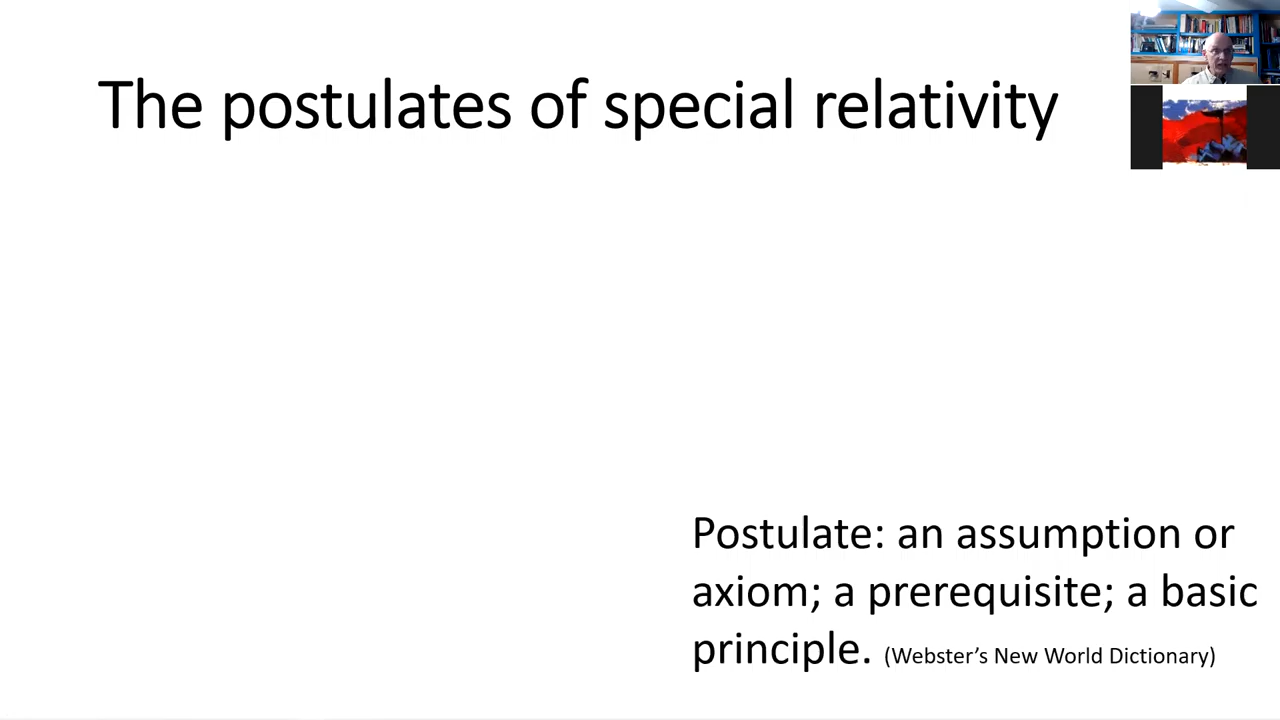 The postulates of special relativity
Postulate: an assumption or
axiom; a prerequisite; a basic
principle. (Webster’s New World Dictionary)